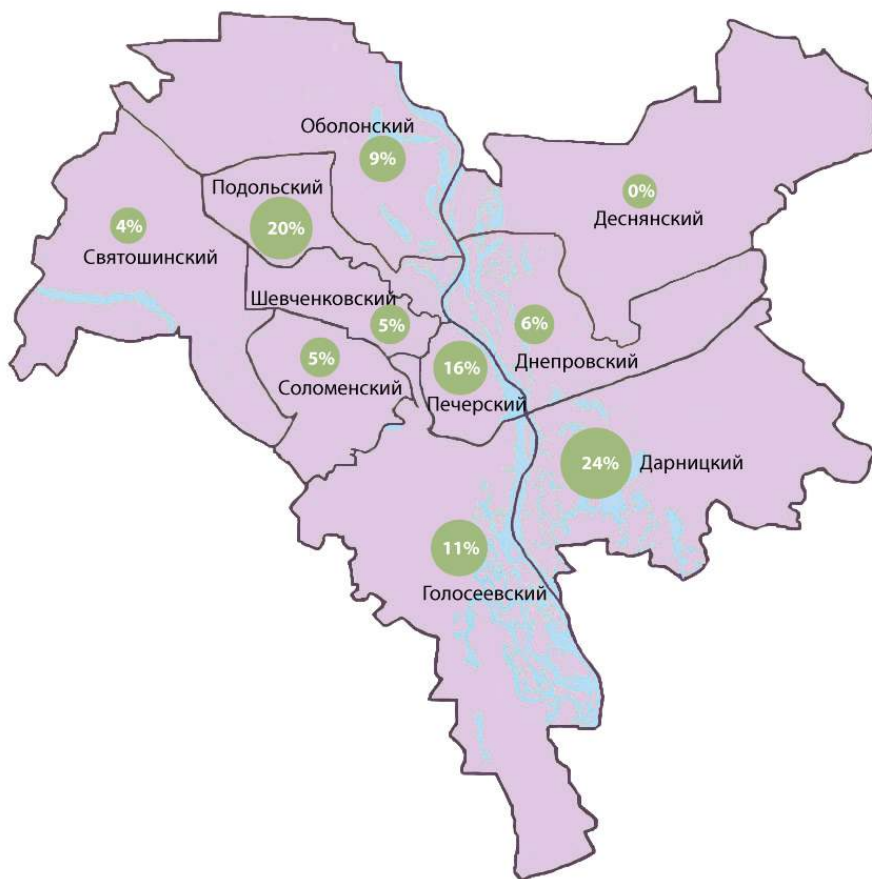 Оболонский
9%
Подольский
20%
0%
Деснянский
4%
Святошинский
Шевченковский
5%
6%
Днепровский
5%
Соломенский
16%
Печерский
24%
Дарницкий
11%
Голосеевский